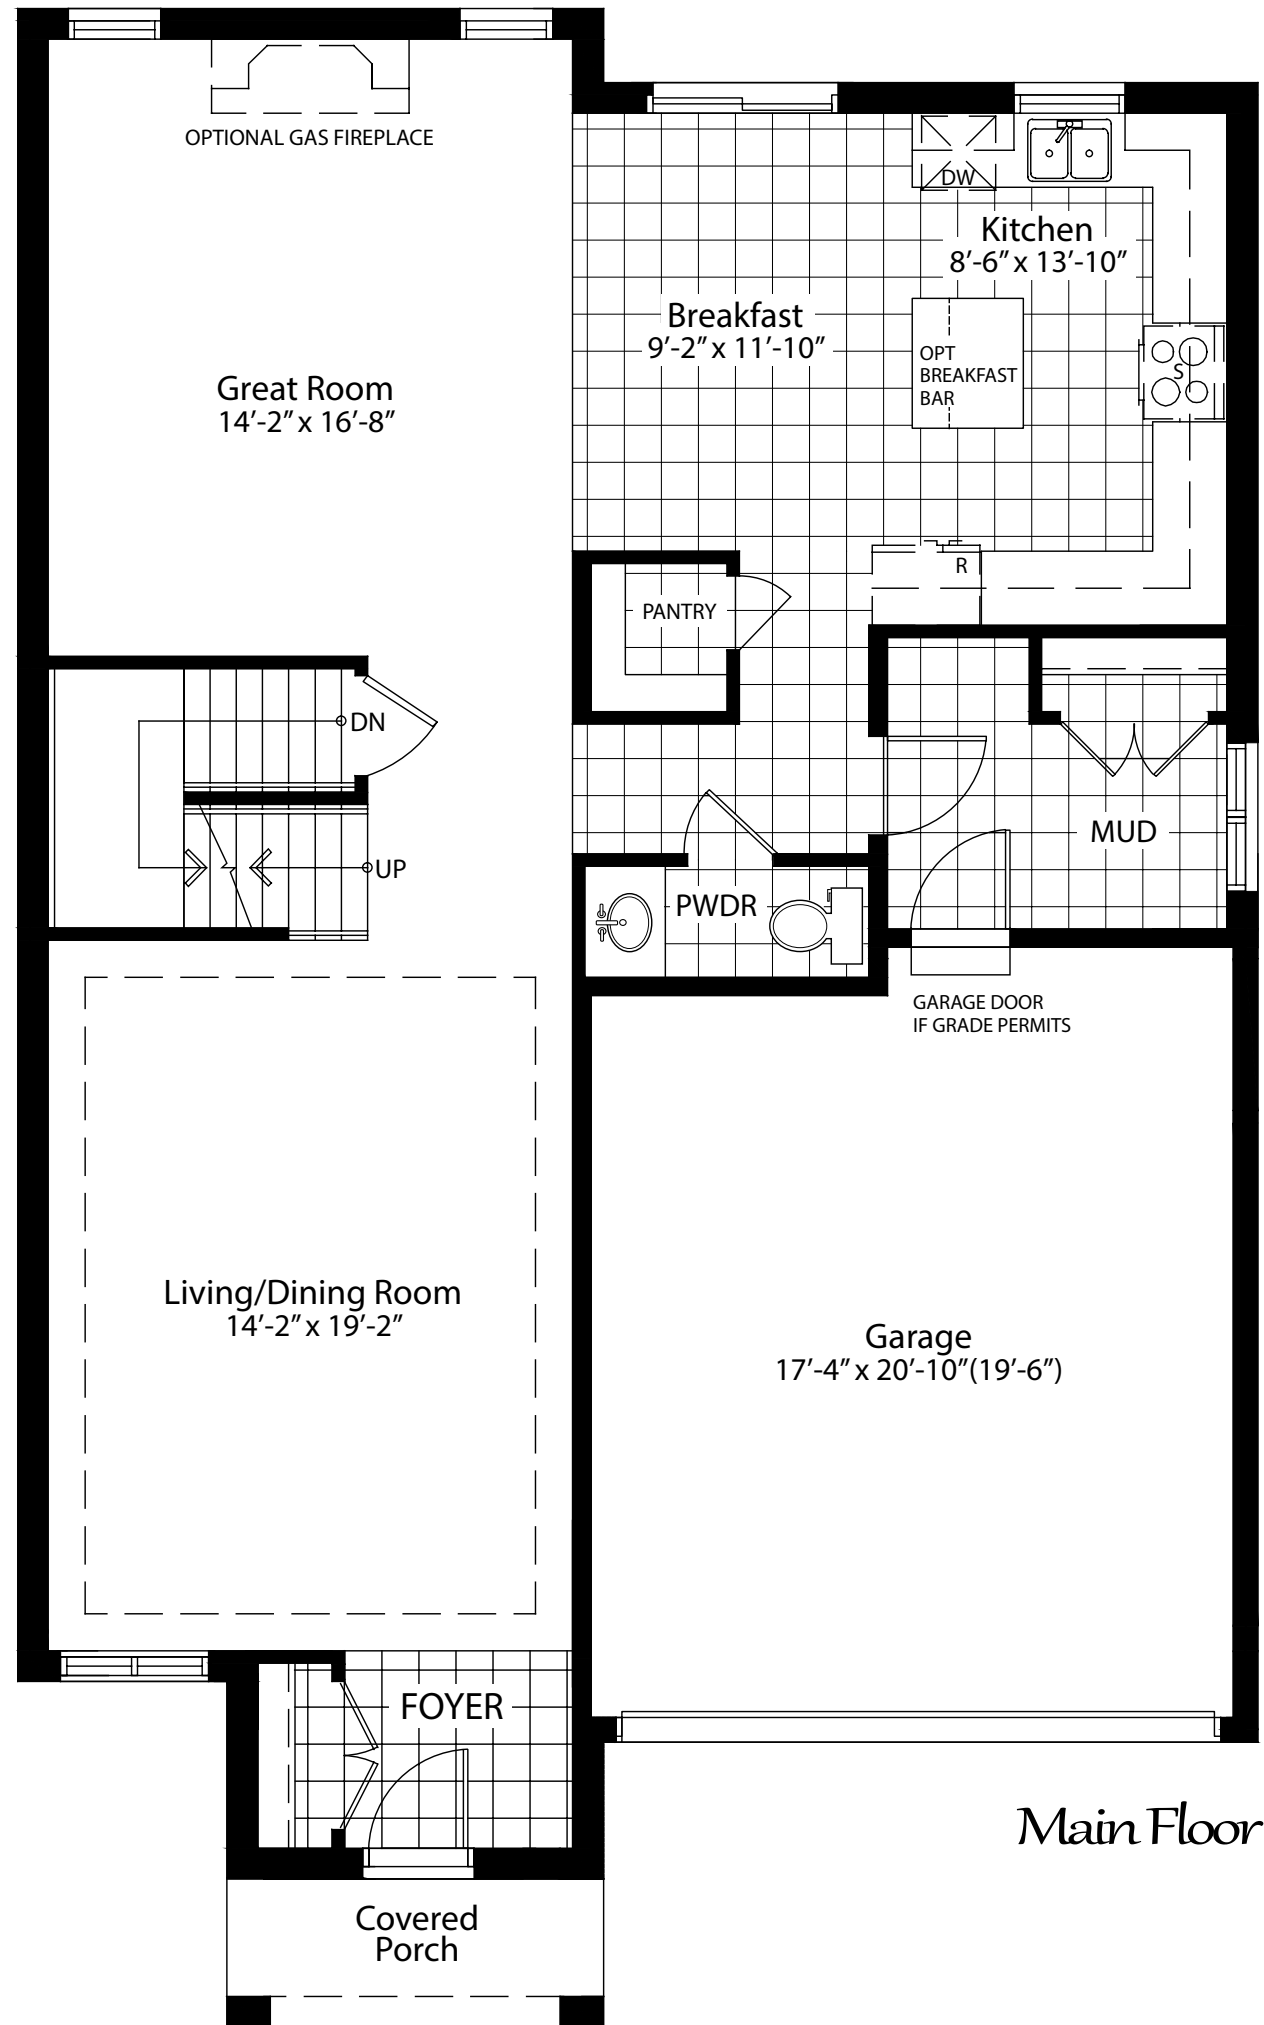 OPTIONAL GAS FIREPLACE
DW
Kitchen
8’-6” x 13’-10”
Breakfast
9’-2” x 11’-10”
OPT
BREAKFAST
BAR
S
Great Room
14’-2” x 16’-8”
R
PANTRY
DN
UP
MUD
PWDR
GARAGE DOOR
IF GRADE PERMITS
Living/Dining Room
14’-2” x 19’-2”
Garage
17’-4” x 20’-10”(19’-6”)
FOYER
Main Floor
Covered
Porch